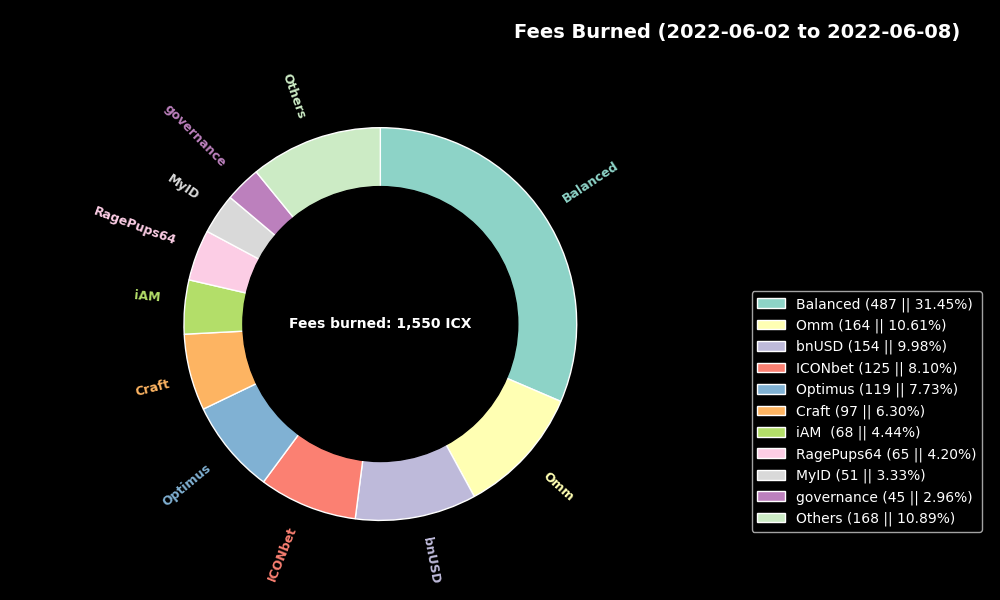 Fees Burned (2022-06-02 to 2022-06-08)
Others
governance
Balanced
MyID
RagePups64
iAM
Fees burned: 1,550 ICX
Craft
Optimus
Omm
ICONbet
bnUSD
Balanced (487 || 31.45%)
Omm (164 || 10.61%)
bnUSD (154 || 9.98%)
ICONbet (125 || 8.10%)
Optimus (119 || 7.73%)
Craft (97 || 6.30%)
iAM  (68 || 4.44%)
RagePups64 (65 || 4.20%)
MyID (51 || 3.33%)
governance (45 || 2.96%)
Others (168 || 10.89%)